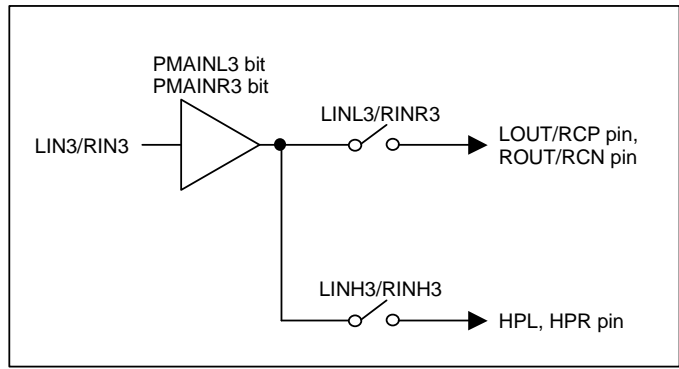 PMAINL3 bit
PMAINR3 bit
LINL3/RINR3
LIN3/RIN3
LOUT/RCP pin,
ROUT/RCN pin
LINH3/RINH3
HPL, HPR pin